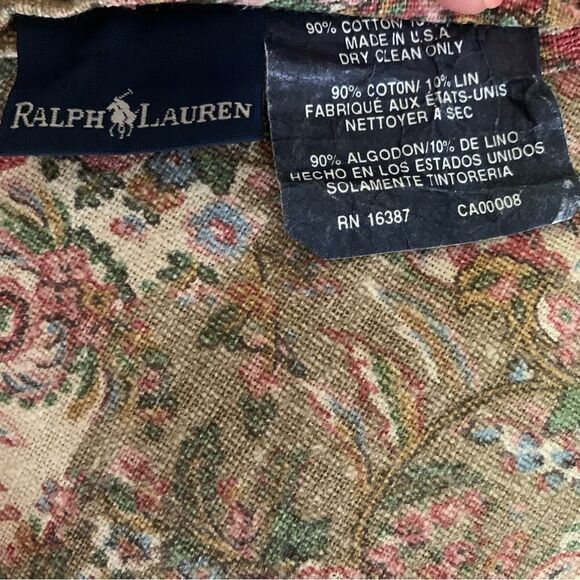 RALPH LAUREN
90% COTTON/ 10%
MADE IN U.S.A
DRY CLEAN ONLY
90% COTON/ 10% LIN
FABRIQUÉ AUX ÉTATS-UNIS
NETTOYER À SEC
90% ALGODON/10% DE LINO
HECHO EN LOS ESTADOS UNIDOS
SOLAMENTE TINTORERIA
RN 16387 CA00008